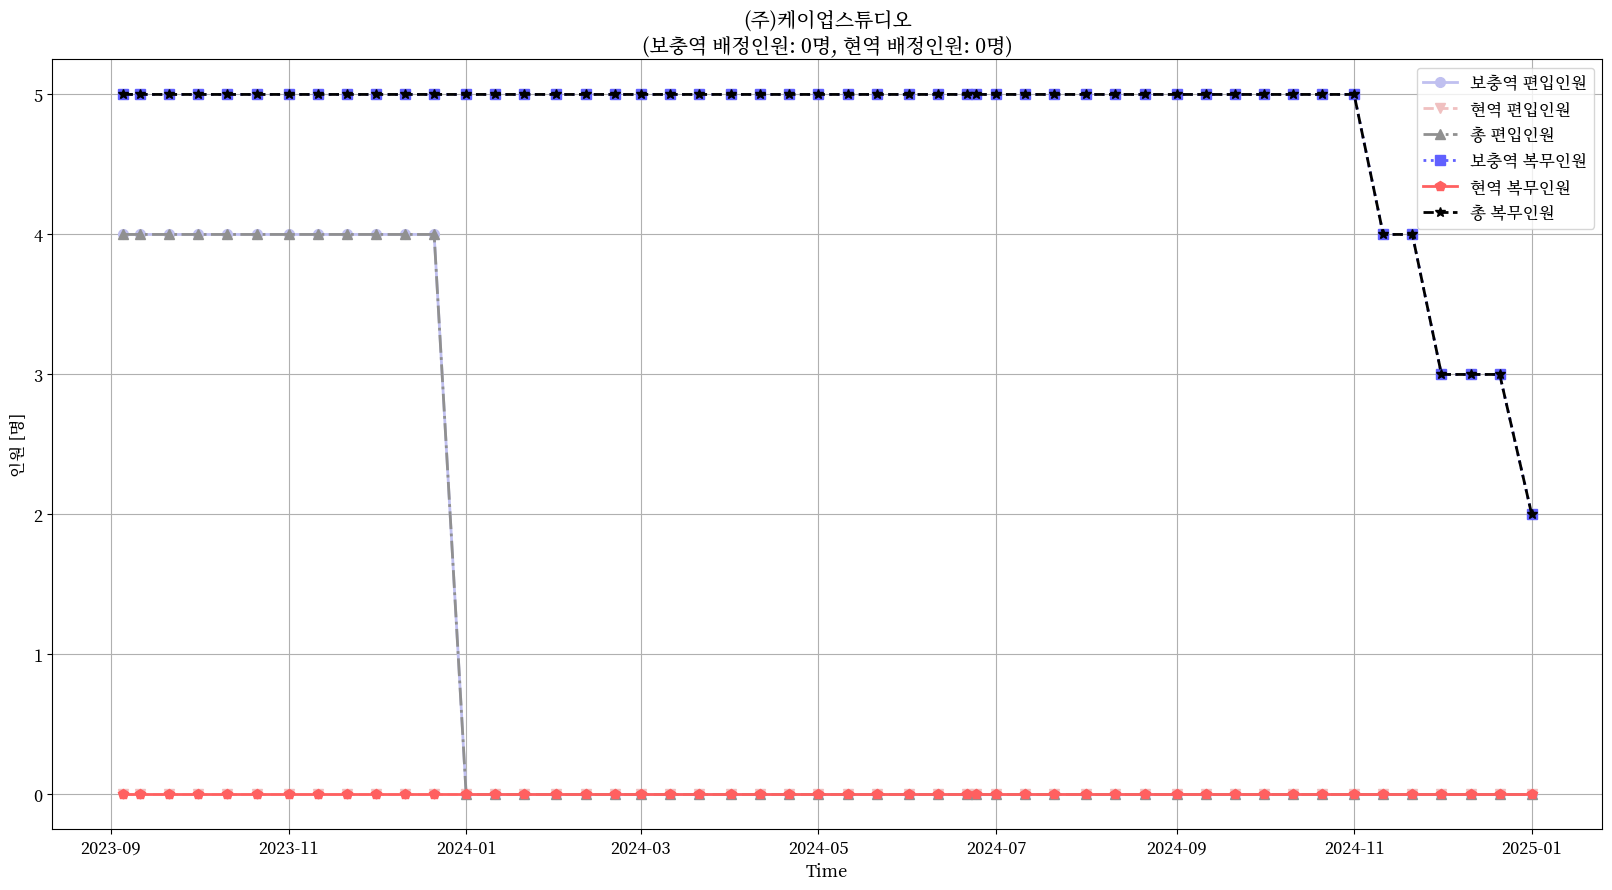 (주)케이업스튜디오
(보충역 배정인원: 0명, 현역 배정인원: 0명)
보충역 편입인원
현역 편입인원
총 편입인원
보충역 복무인원
현역 복무인원
총 복무인원
인원 [명]
5
4
3
2
1
0
2023-09
2023-11
2024-01
2024-03
2024-05
2024-07
2024-09
2024-11
2025-01
Time